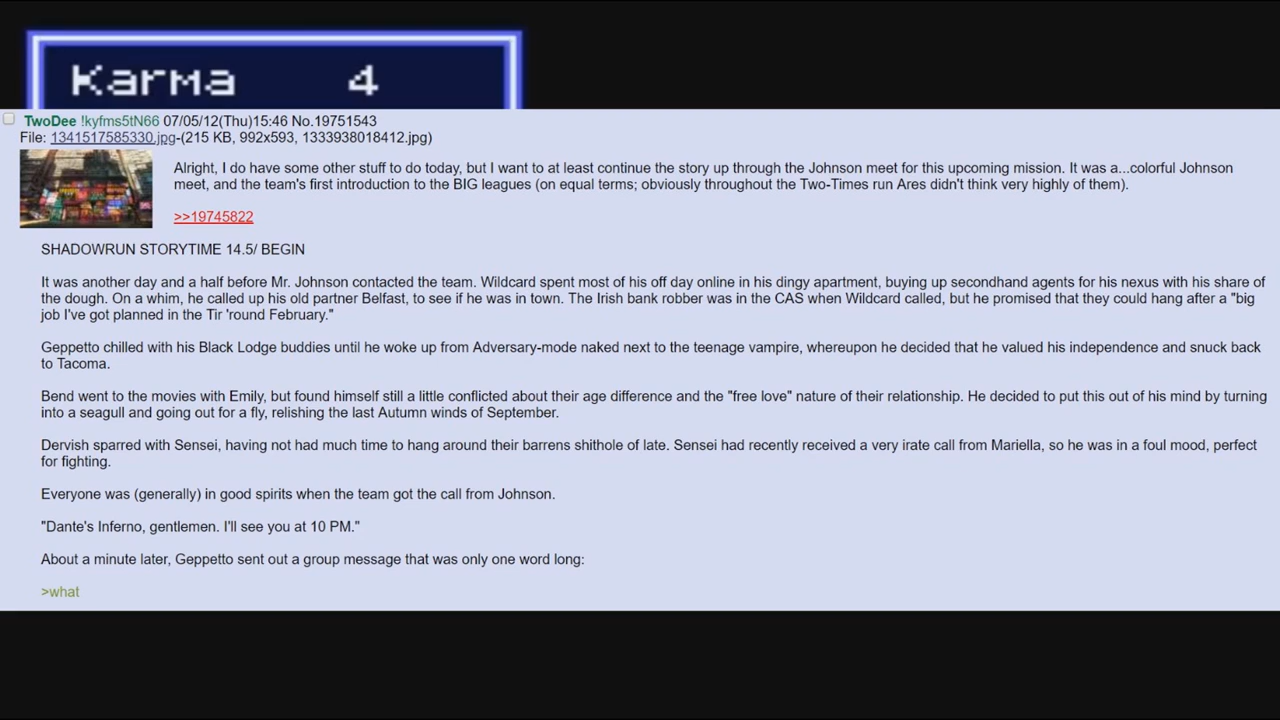 Karma 4
TwoDee !kyfms5tN66 07/05/12(Thu)15:46 No.19751543
File: 1341517585330.jpg-(215 KB, 992x593, 1333938018412.jpg)
Alright, I do have some other stuff to do today, but I want to at least continue the story up through the Johnson meet for this upcoming mission. It was a...colorful Johnson
meet, and the team's first introduction to the BIG leagues (on equal terms; obviously throughout the Two-Times run Ares didn't think very highly of them).
>>19745822
SHADOWRUN STORYTIME 14.5/ BEGIN
It was another day and a half before Mr. Johnson contacted the team. Wildcard spent most of his off day online in his dingy apartment, buying up secondhand agents for his nexus with his share of
the dough. On a whim, he called up his old partner Belfast, to see if he was in town. The Irish bank robber was in the CAS when Wildcard called, but he promised that they could hang after a "big
job I've got planned in the Tir 'round February."
Geppetto chilled with his Black Lodge buddies until he woke up from Adversary-mode naked next to the teenage vampire, whereupon he decided that he valued his independence and snuck back
to Tacoma.
Bend went to the movies with Emily, but found himself still a little conflicted about their age difference and the "free love" nature of their relationship. He decided to put this out of his mind by turning
into a seagull and going out for a fly, relishing the last Autumn winds of September.
Dervish sparred with Sensei, having not had much time to hang around their barrens shithole of late. Sensei had recently received a very irate call from Mariella, so he was in a foul mood, perfect
for fighting.
Everyone was (generally) in good spirits when the team got the call from Johnson.
"Dante's Inferno, gentlemen. I'll see you at 10 PM."
About a minute later, Geppetto sent out a group message that was only one word long:
>what